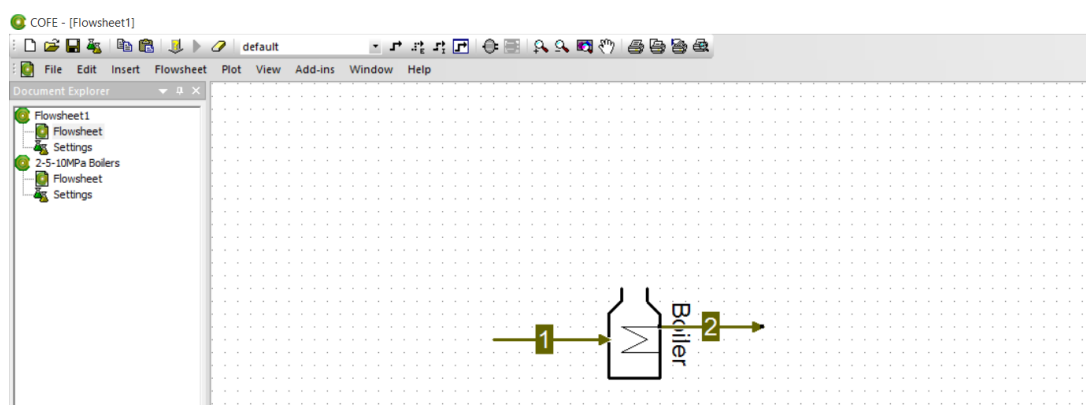 COFE - [Flowsheet1]
default
File Edit Insert Flowsheet Plot View Add-ins Window Help
Document Explorer
Flowsheet1
Flowsheet
Settings
2-5-10MPa Boilers
Flowsheet
Settings
1
Boiler
2